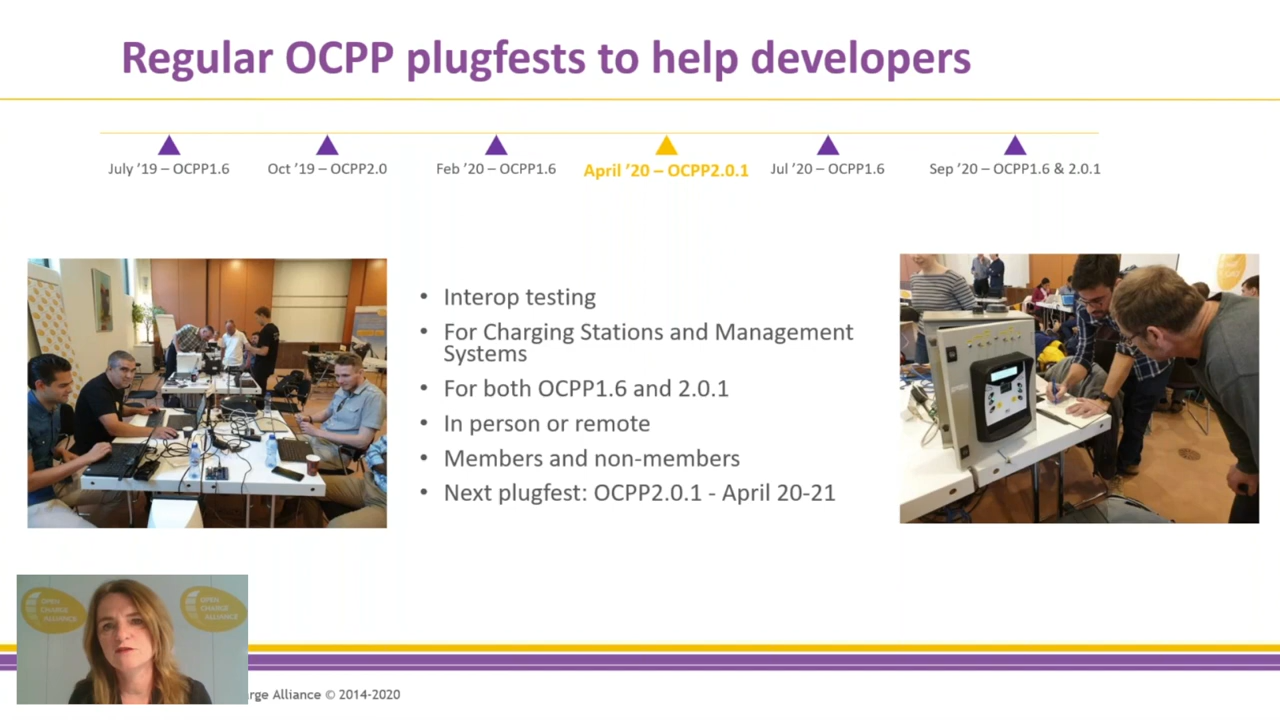 Regular OCPP plugfests to help developers
July '19 – OCPP1.6
Oct '19 – OCPP2.0
Feb '20 – OCPP1.6
April '20 – OCPP2.0.1
Jul '20 – OCPP1.6
Sep '20 – OCPP1.6 & 2.0.1
• Interop testing
• For Charging Stations and Management
Systems
• For both OCPP1.6 and 2.0.1
• In person or remote
• Members and non-members
• Next plugfest: OCPP2.0.1 - April 20-21
OPEN
CHARGE
ALLIANCE
OPEN
CHARGE
ALLIANCE
rge Alliance © 2014-2020